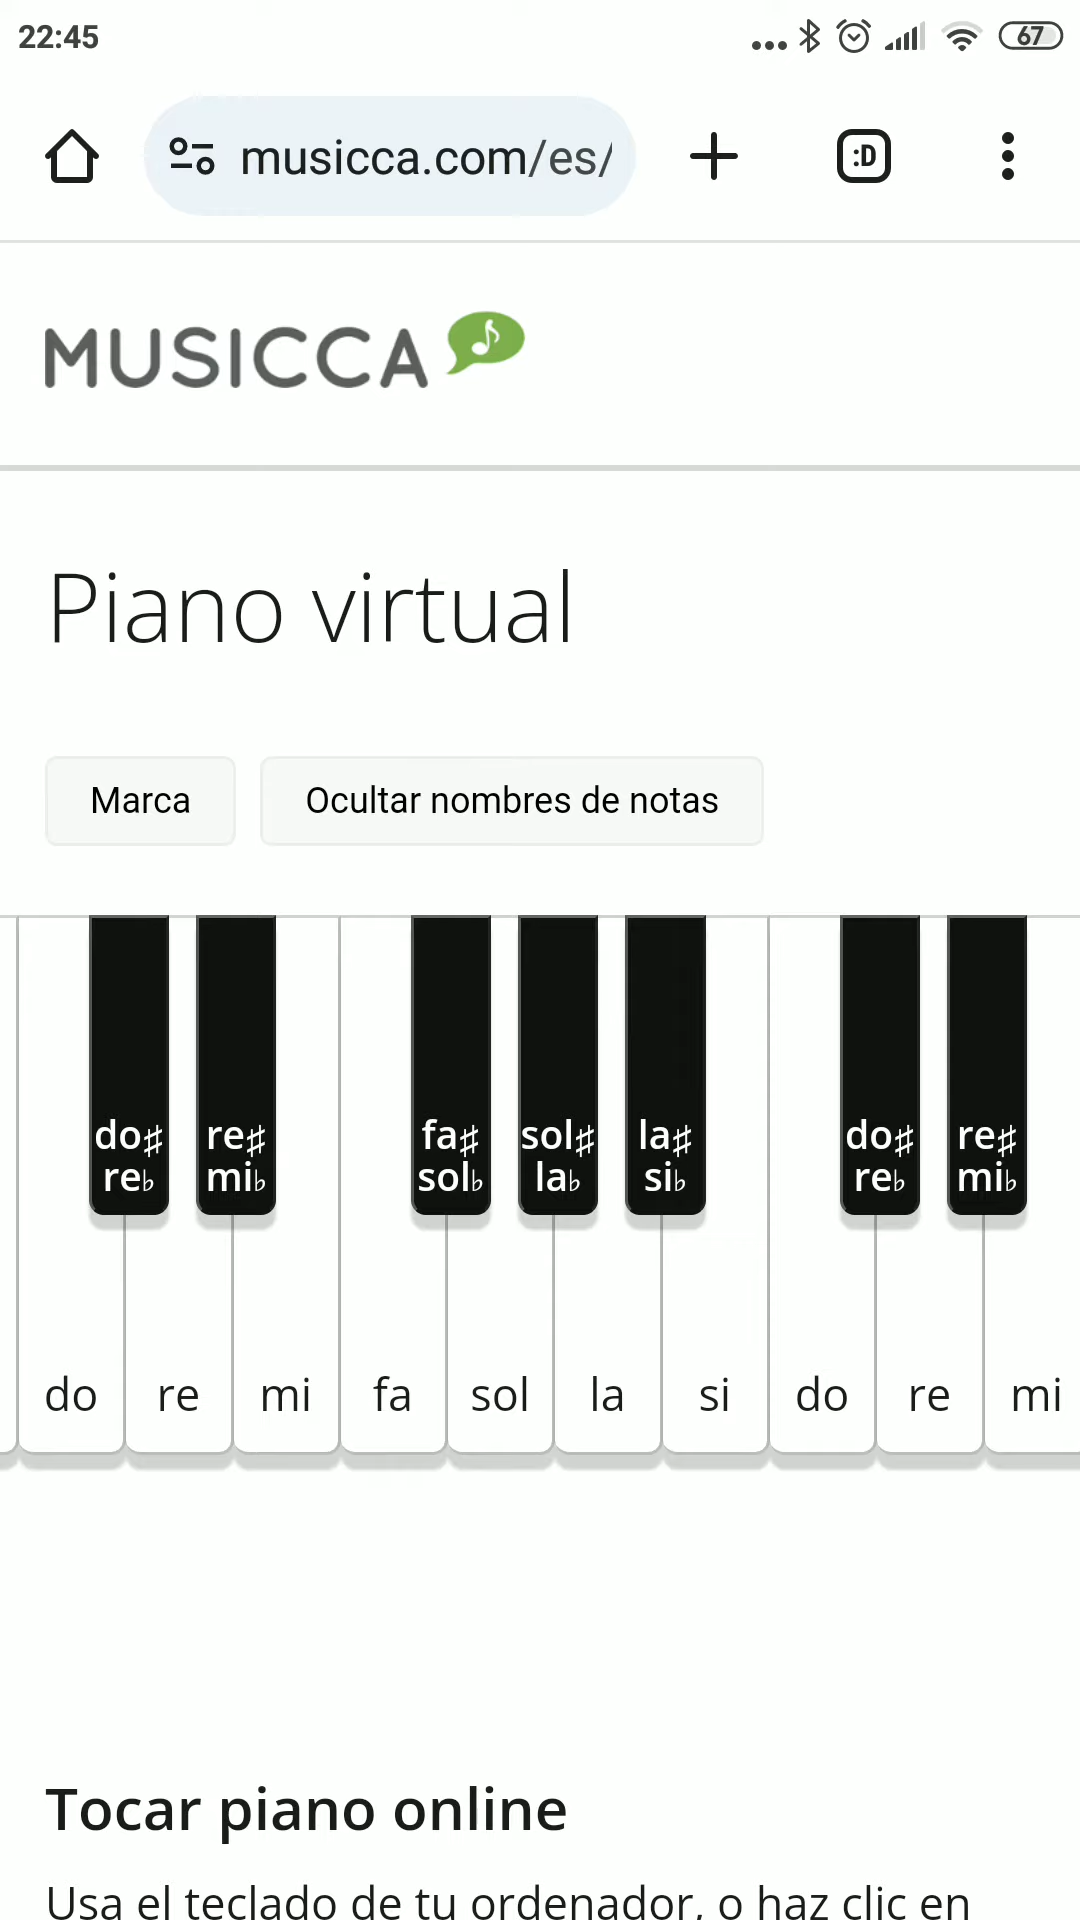 22:45
67
musicca.com/es/
:D
MUSICCA
Piano virtual
Marca
Ocultar nombres de notas
do♯ re♯ fa♯ sol♯ la♯ do♯ re♯
re♭ mi♭ sol♭ la♭ si♭ re♭ mi♭
do re mi fa sol la si do re mi
Tocar piano online
Usa el teclado de tu ordenador, o haz clic en